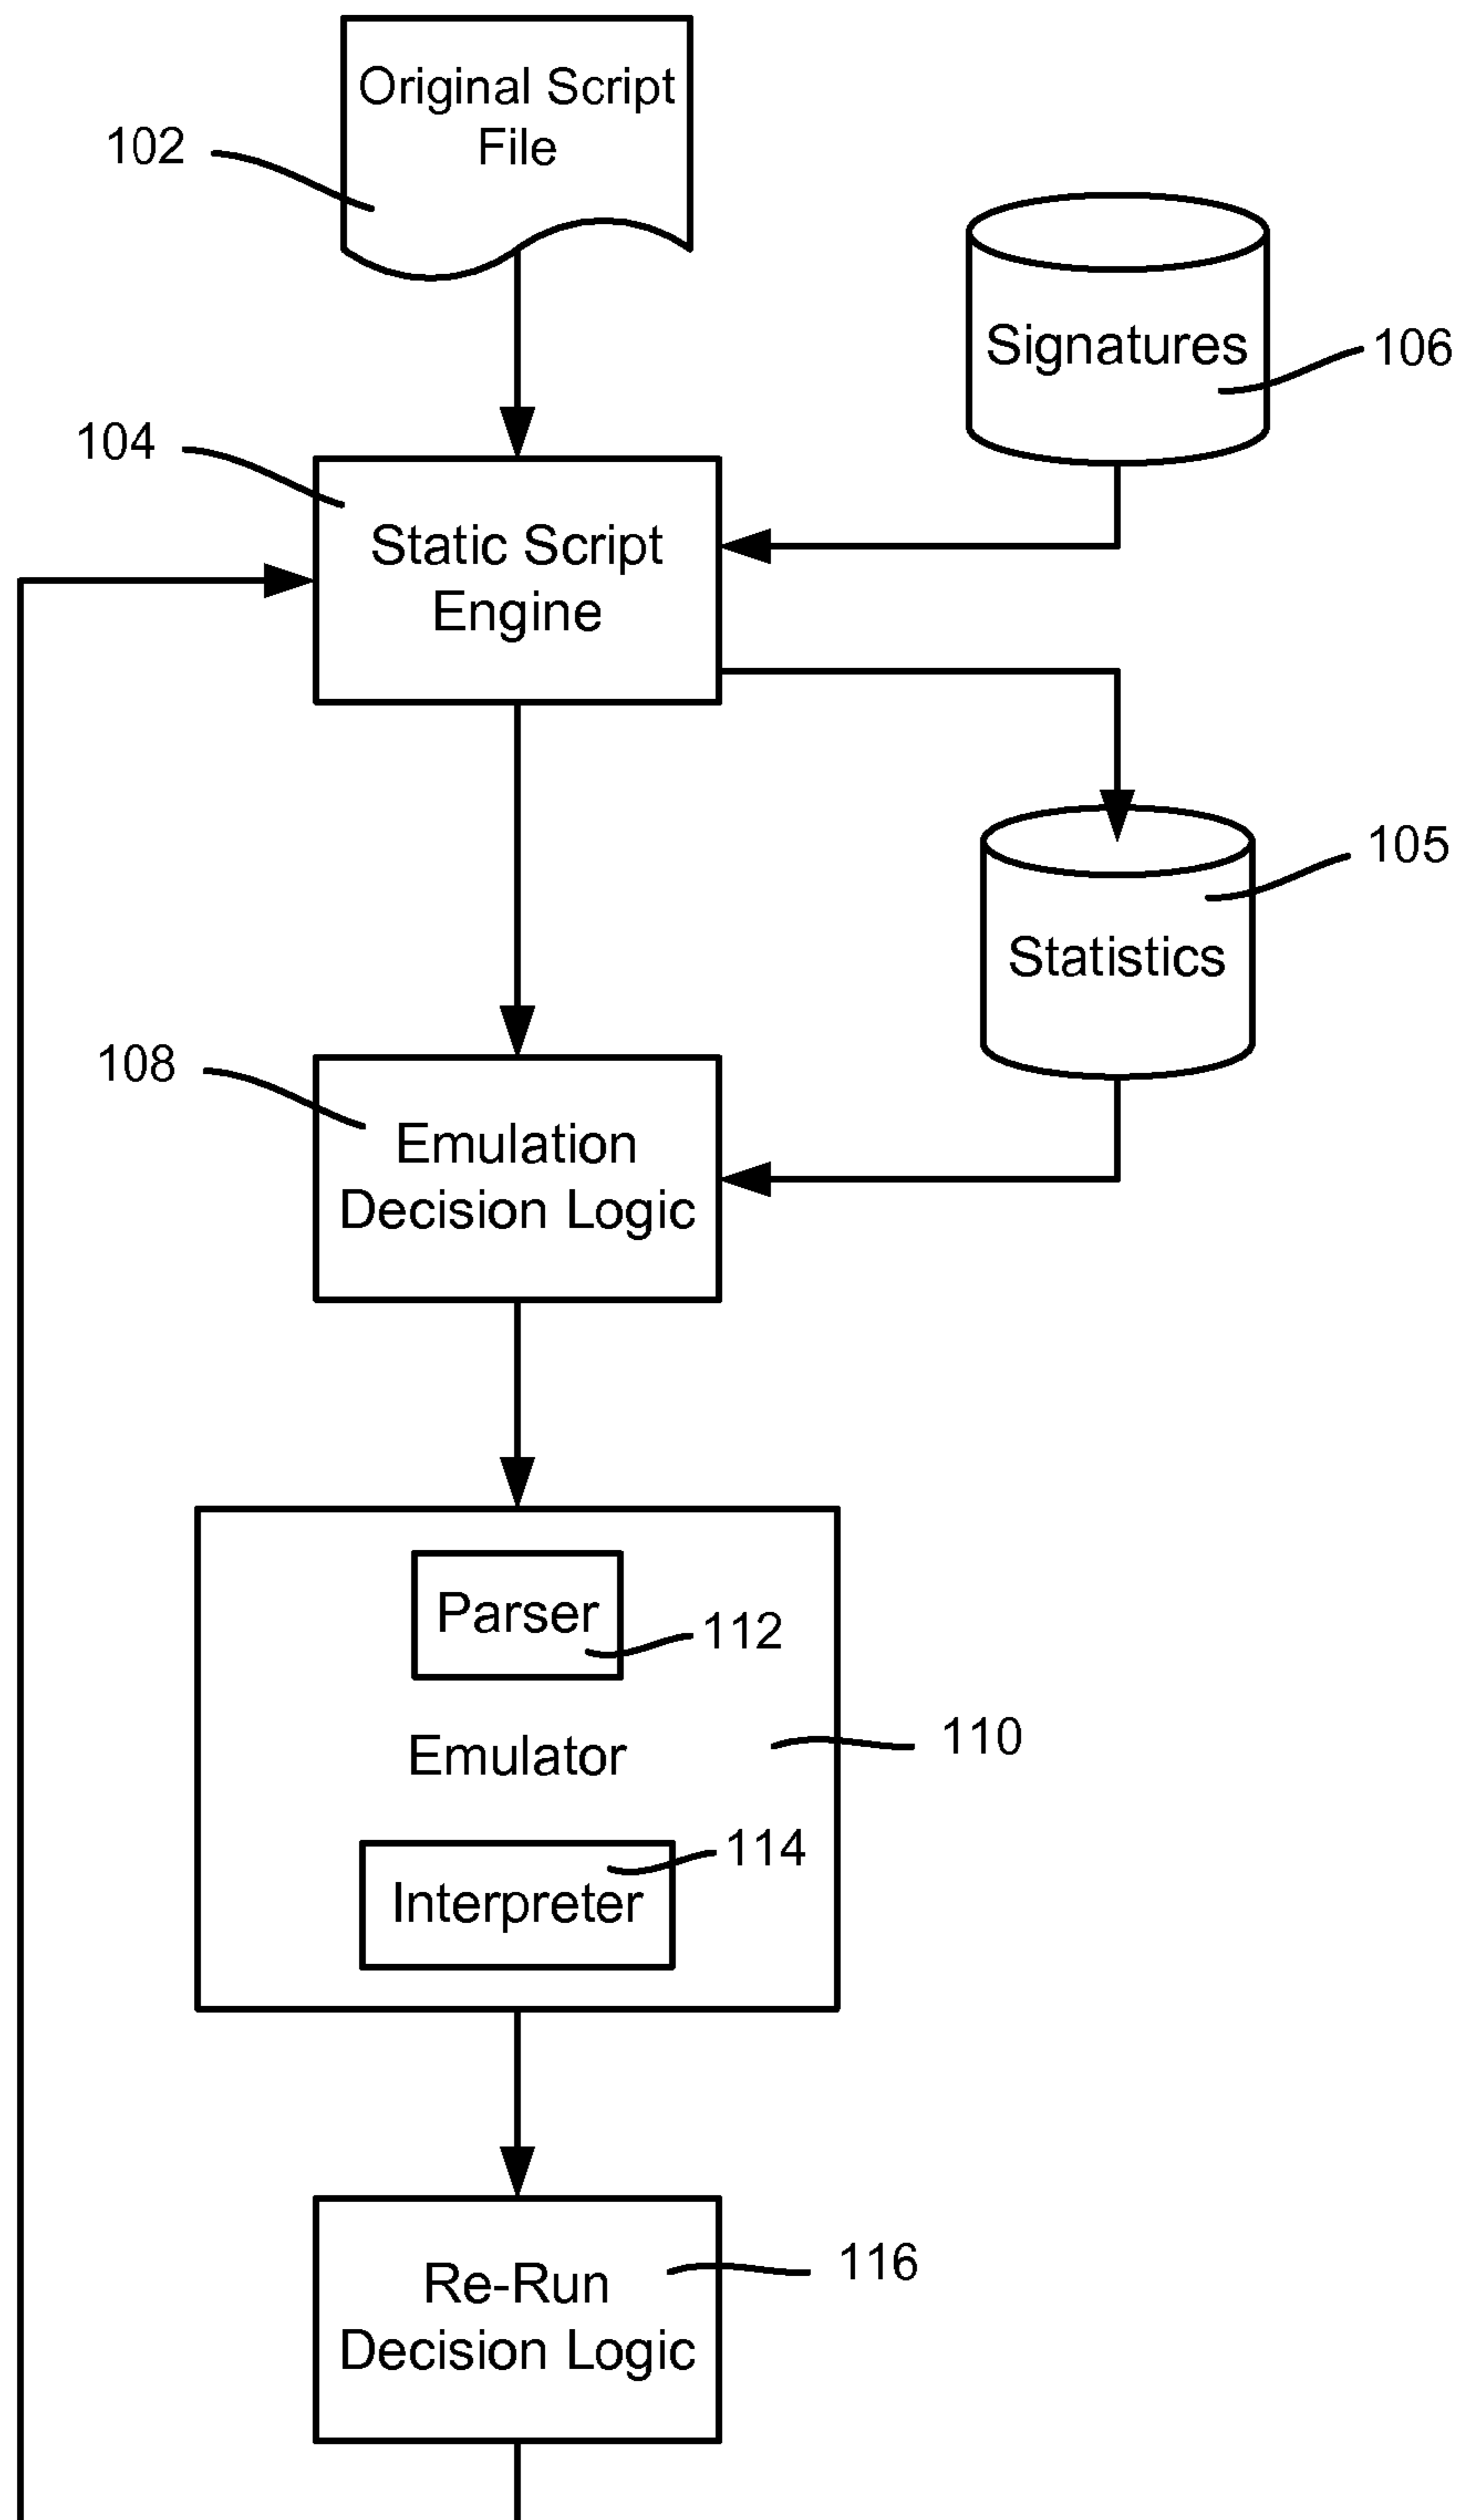 Original Script
File
102
Signatures
106
104
Static Script
Engine
105
Statistics
108
Emulation
Decision Logic
Parser
112
Emulator
110
114
Interpreter
116
Re-Run
Decision Logic